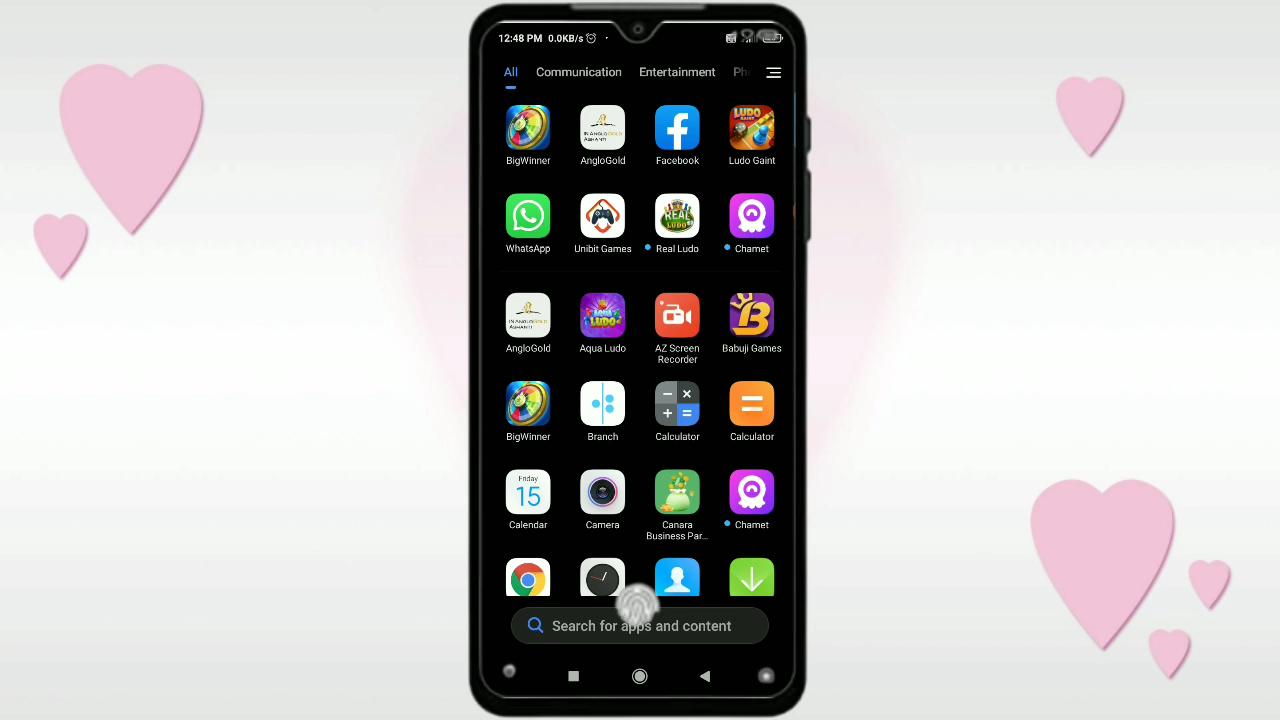 12:48 PM 0.0KB/s
All Communication Entertainment Ph
BigWinner AngloGold Facebook Ludo Gaint
WhatsApp Unibit Games Real Ludo Chamet
AngloGold Aqua Ludo AZ Screen Recorder Babuji Games
BigWinner Branch Calculator Calculator
Friday
15
Calendar Camera Canara Business Par... Chamet
Search for apps and content